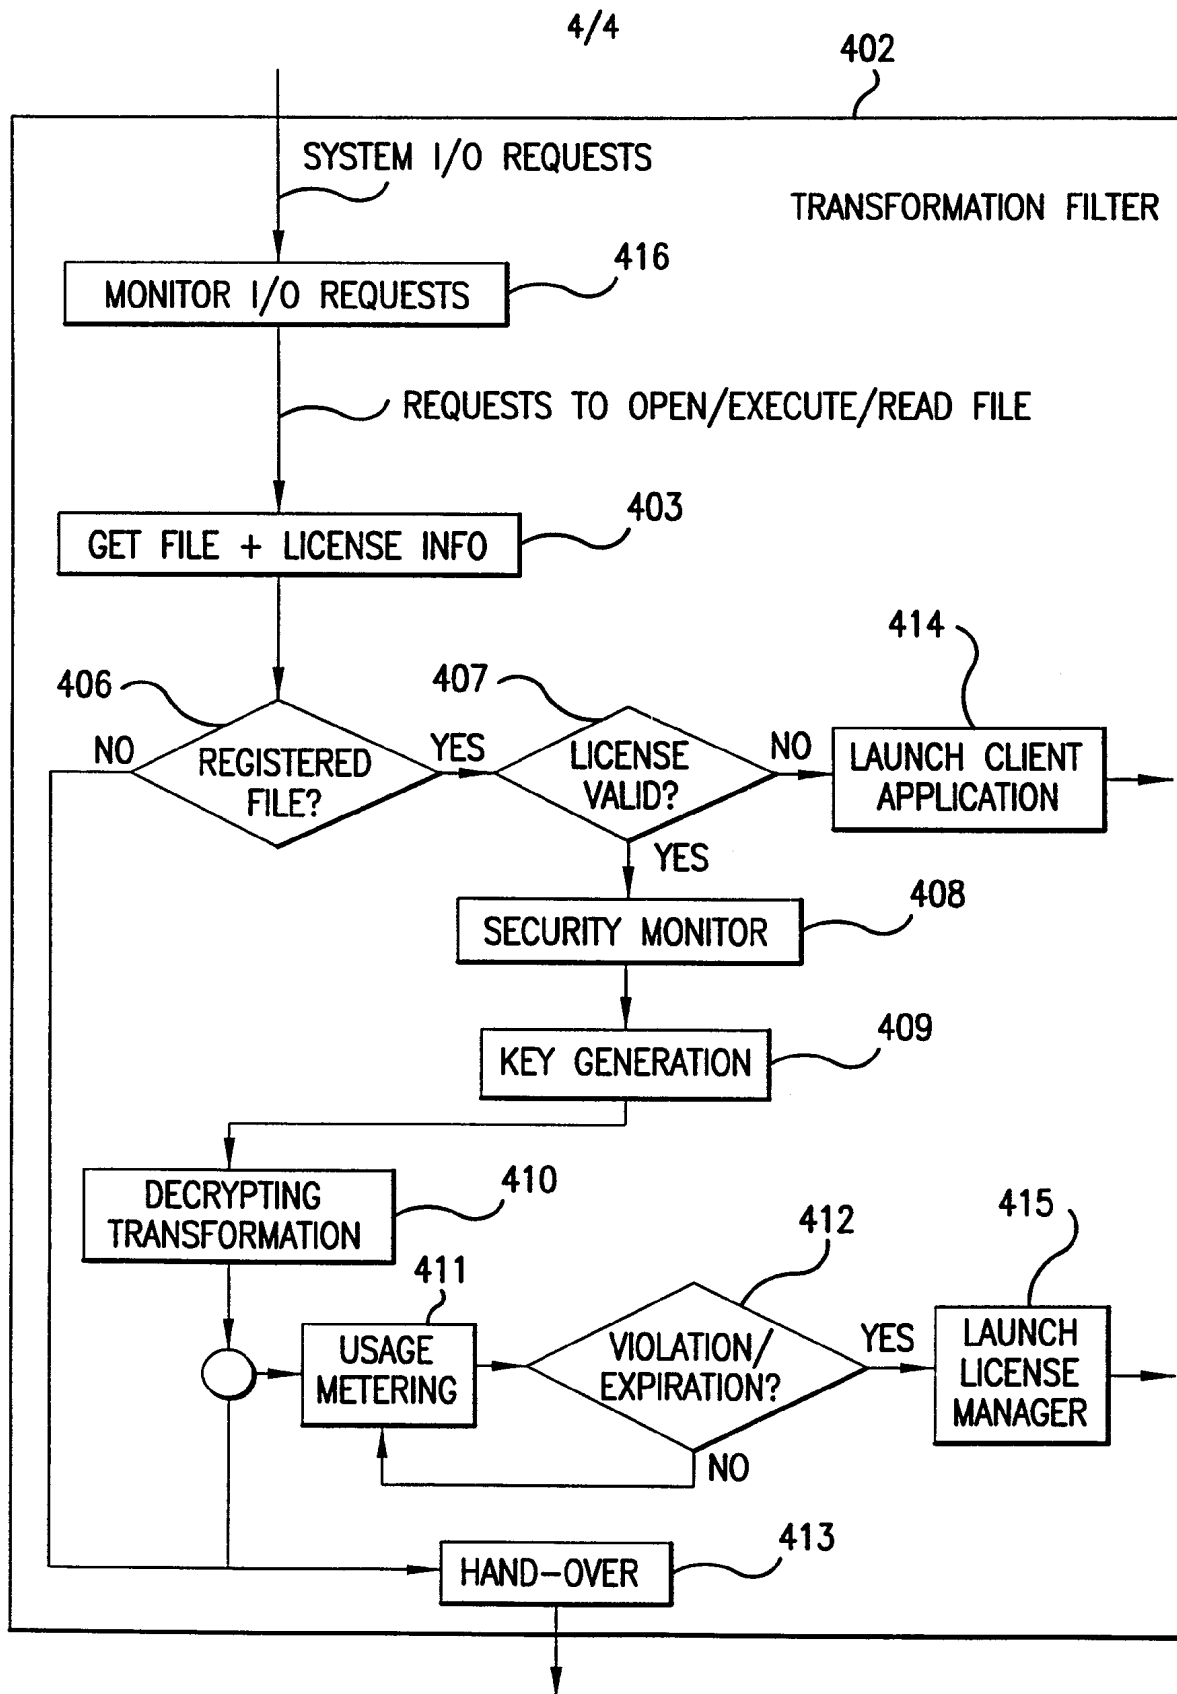 4/4
402
SYSTEM I/O REQUESTS
TRANSFORMATION FILTER
416
MONITOR I/O REQUESTS
REQUESTS TO OPEN/EXECUTE/READ FILE
403
GET FILE + LICENSE INFO
414
406
407
NO
REGISTERED
FILE?
YES
LICENSE
VALID?
NO
LAUNCH CLIENT
APPLICATION
YES
408
SECURITY MONITOR
409
KEY GENERATION
410
DECRYPTING
TRANSFORMATION
411
412
415
USAGE
METERING
VIOLATION/
EXPIRATION?
YES
LAUNCH
LICENSE
MANAGER
NO
413
HAND-OVER